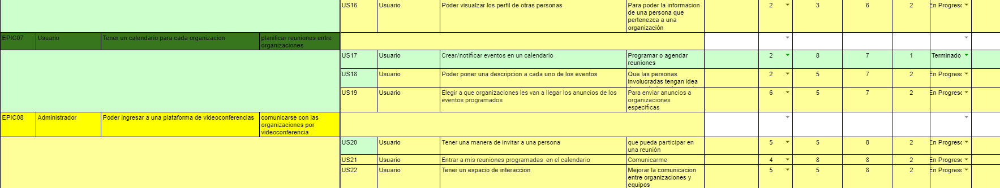 US16 Usuario Poder visualzar los perfil de otras personas Para poder la informacion 2 3 6 2 En Progreso
de una persona que
pertenezca a una
organización
EPIC07 Usuario Tener un calendario para cada organizacion planificar reuniones entre
organizaciones
US17 Usuario Crear/notificar eventos en un calendario Programar o agendar 2 8 7 1 Terminado
reuniones
US18 Usuario Poder poner una descripcion a cada uno de los eventos Que las personas 2 5 7 2 En Progreso
involucradas tengan idea
US19 Usuario Elegir a que organizaciones les van a llegar los anuncios de los Para enviar anuncios a 6 5 7 2 En Progreso
eventos programados organizaciones
especificas
EPIC08 Administrador Poder ingresar a una plataforma de videoconferencias comunicarse con las
organizaciones por
videoconferencia
US20 Usuario Tener una manera de invitar a una persona que pueda participar en 5 5 8 2 En Progreso
una reunión
US21 Usuario Entrar a mis reuniones programadas en el calendario Comunicarme 4 8 8 2 En Progreso
US22 Usuario Tener un espacio de interaccion Mejorar la comunicacion 5 5 8 2 En Progreso
entre organizaciones y
equipos